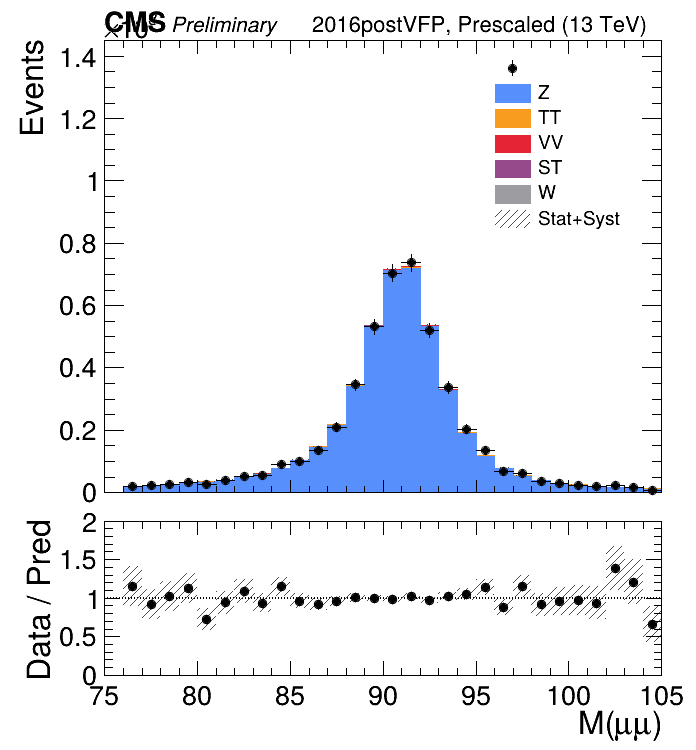 CMS Preliminary 2016postVFP, Prescaled (13 TeV)
Events
1.4
1.2
1
0.8
0.6
0.4
0.2
0
Z
TT
VV
ST
W
Stat+Syst
Data / Pred
2
1.5
1
0.5
0
75 80 85 90 95 100 105
M(μμ)